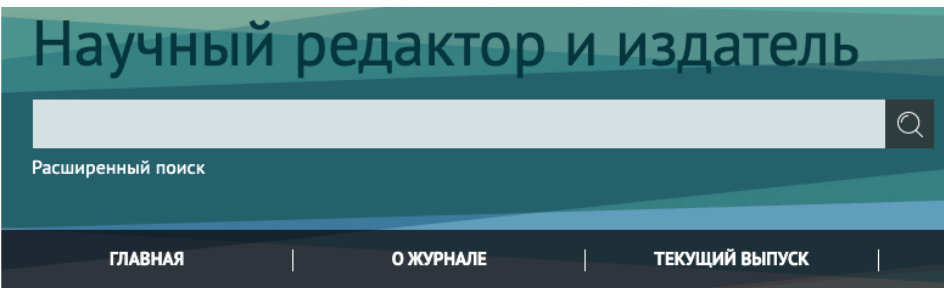 Научный редактор и издатель
Расширенный поиск
ГЛАВНАЯ | О ЖУРНАЛЕ | ТЕКУЩИЙ ВЫПУСК |